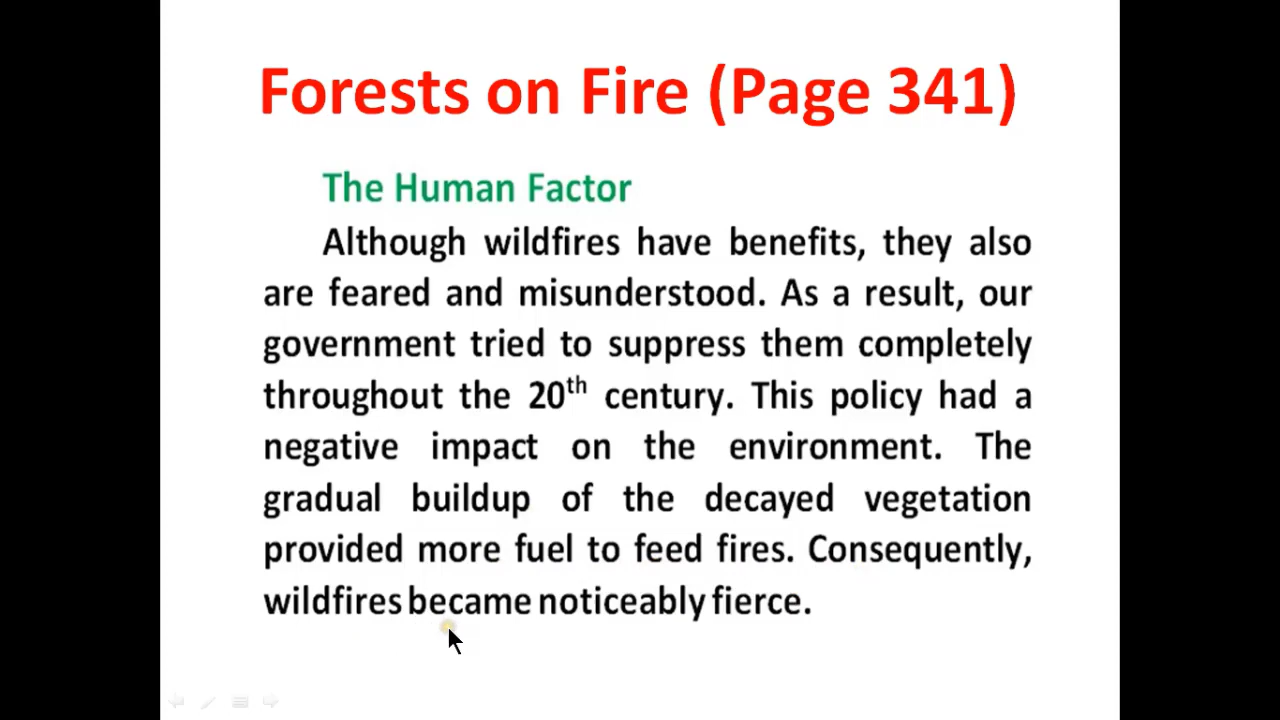 Forests on Fire (Page 341)
The Human Factor
Although wildfires have benefits, they also
are feared and misunderstood. As a result, our
government tried to suppress them completely
throughout the 20th century. This policy had a
negative impact on the environment. The
gradual buildup of the decayed vegetation
provided more fuel to feed fires. Consequently,
wildfires became noticeably fierce.